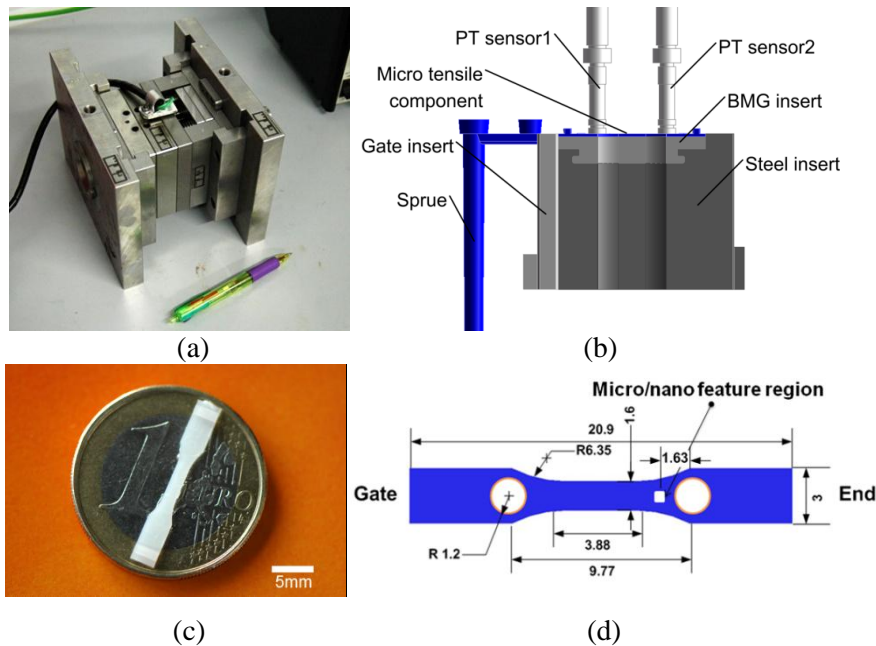 PT sensor1
PT sensor2
Micro tensile
component
BMG insert
Gate insert
Steel insert
Sprue
(a)
(b)
1
EURO
5mm
Micro/nano feature region
20.9
1.6
R6.35
1.63
Gate
End
3
R 1.2
3.88
9.77
(c)
(d)